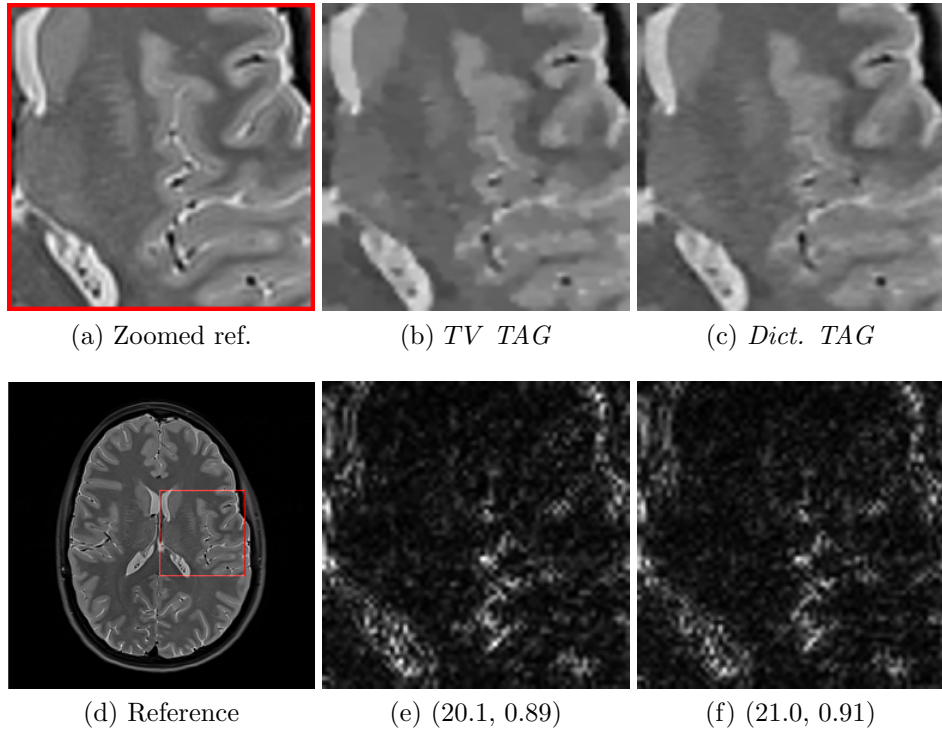 (a) Zoomed ref.
(b) TV TAG
(c) Dict. TAG
(d) Reference
(e) (20.1, 0.89)
(f) (21.0, 0.91)